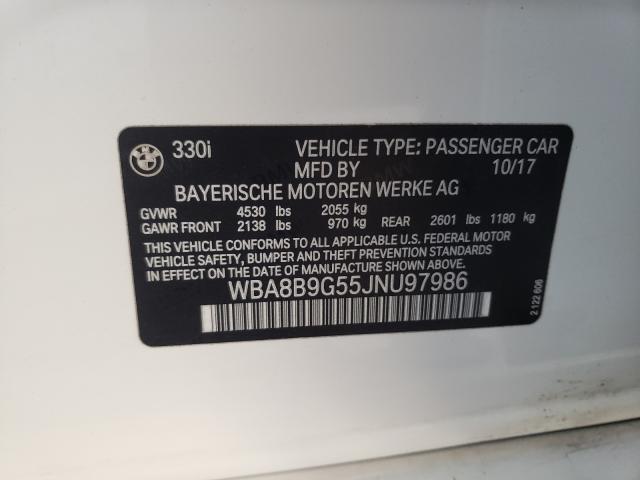 BMW 330i VEHICLE TYPE: PASSENGER CAR
MFD BY 10/17
BAYERISCHE MOTOREN WERKE AG
GVWR 4530 lbs 2055 kg
GAWR FRONT 2138 lbs 970 kg REAR 2601 lbs 1180 kg
THIS VEHICLE CONFORMS TO ALL APPLICABLE U.S. FEDERAL MOTOR
VEHICLE SAFETY, BUMPER AND THEFT PREVENTION STANDARDS
IN EFFECT ON THE DATE OF MANUFACTURE SHOWN ABOVE.
WBA8B9G55JNU97986
2 122 606